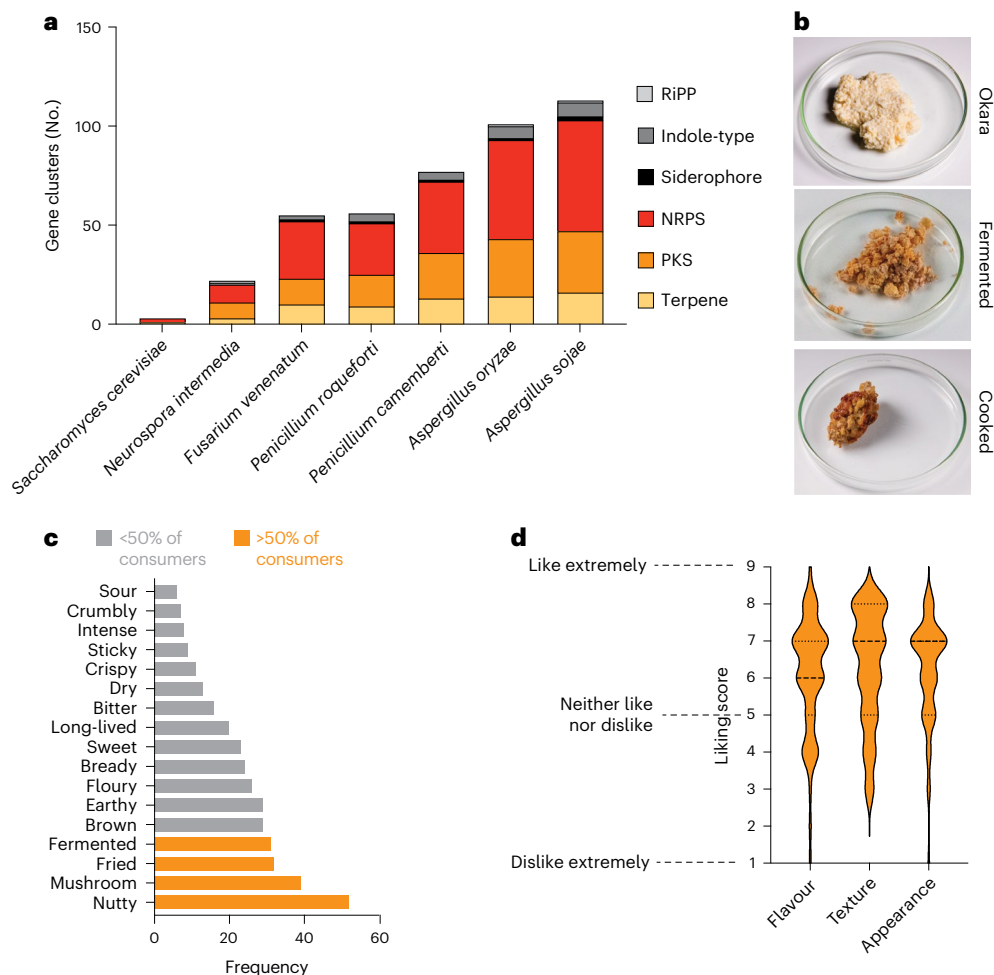 a
150
100
50
0
Gene clusters (No.)
RiPP
Indole-type
Siderophore
NRPS
PKS
Terpene
Saccharomyces cerevisiae
Neurospora intermedia
Fusarium venenatum
Penicillium roqueforti
Penicillium camemberti
Aspergillus oryzae
Aspergillus sojae
b
Okara
Fermented
Cooked
c
<50% of
consumers
>50% of
consumers
Sour
Crumbly
Intense
Sticky
Crispy
Dry
Bitter
Long-lived
Sweet
Bready
Floury
Earthy
Brown
Fermented
Fried
Mushroom
Nutty
0 20 40 60
Frequency
d
Like extremely
Neither like
nor dislike
Dislike extremely
Liking score
9
8
7
6
5
4
3
2
1
Flavour
Texture
Appearance